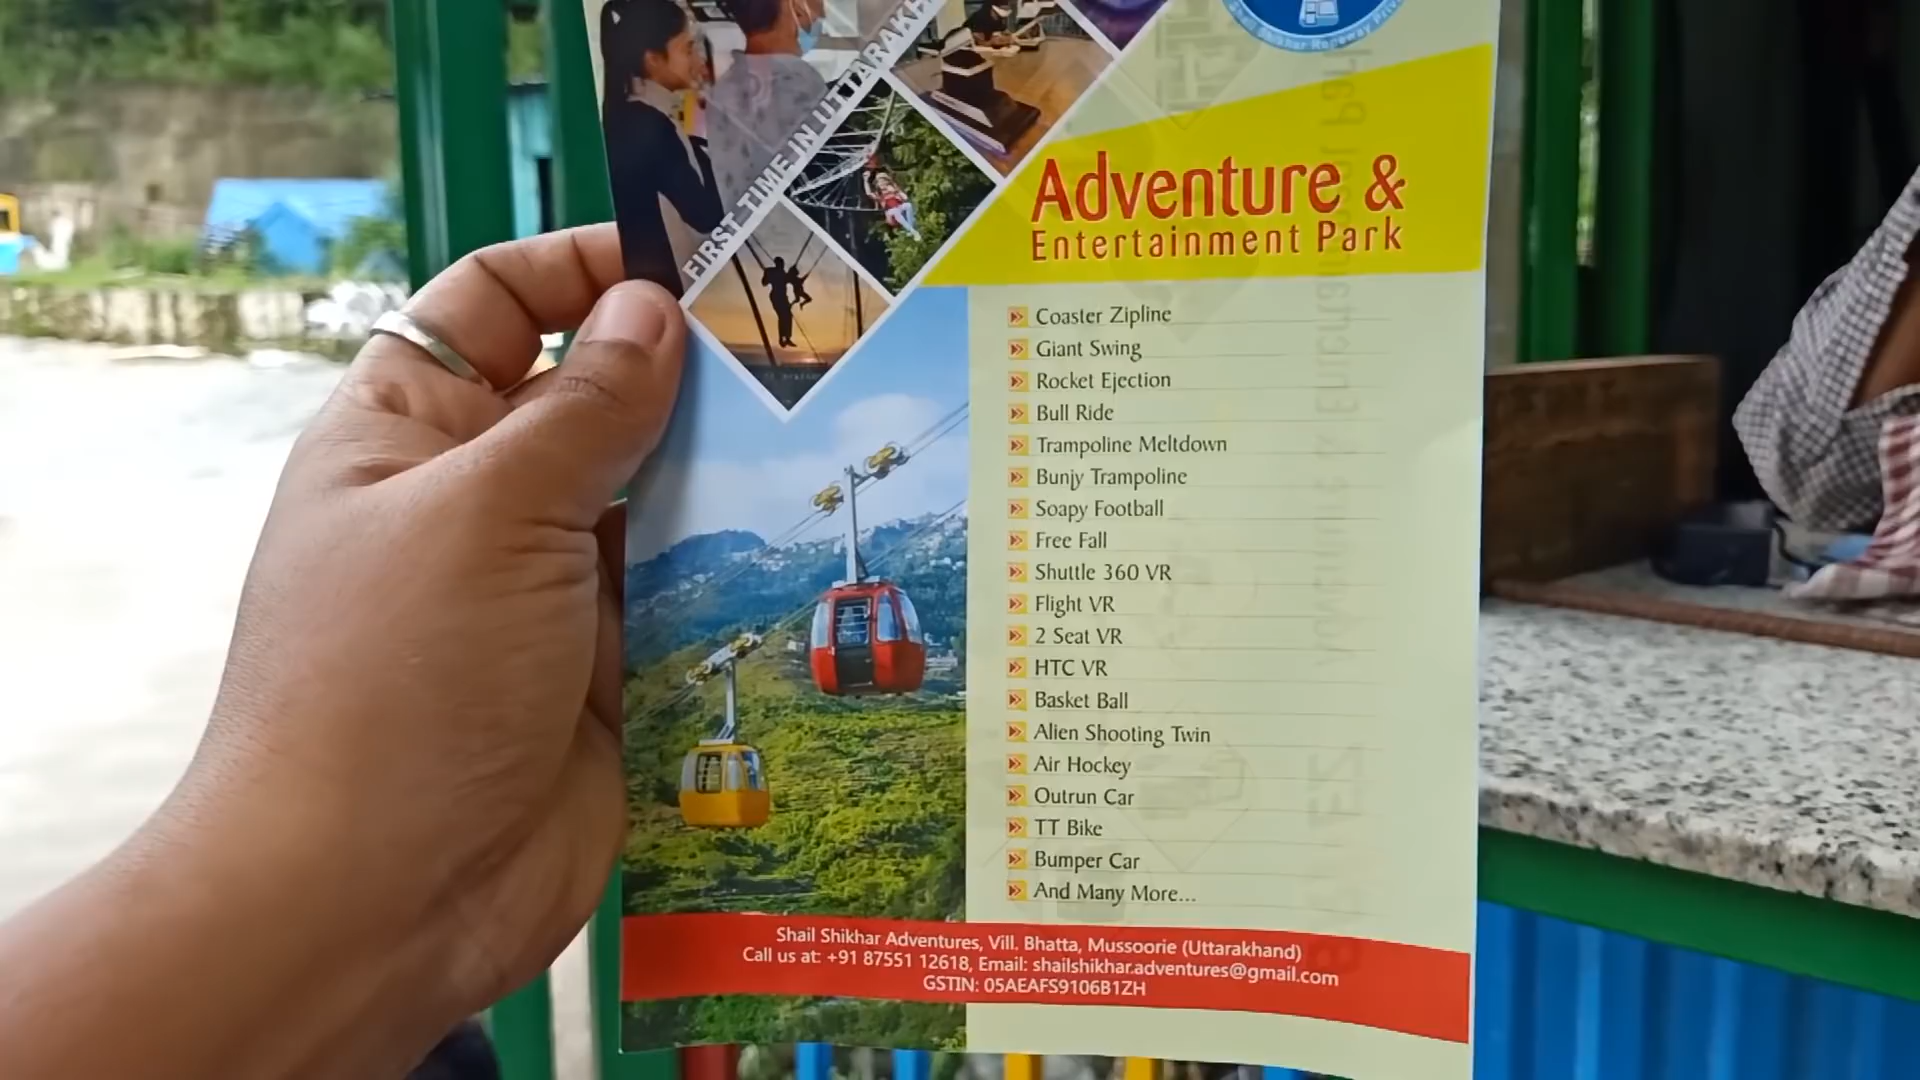 Shail Shikhar Ropeway
FIRST TIME IN UTTARAKH
Adventure &
Entertainment Park
Coaster Zipline
Giant Swing
Rocket Ejection
Bull Ride
Trampoline Meltdown
Bunjy Trampoline
Soapy Football
Free Fall
Shuttle 360 VR
Flight VR
2 Seat VR
HTC VR
Basket Ball
Alien Shooting Twin
Air Hockey
Outrun Car
TT Bike
Bumper Car
And Many More...
Shail Shikhar Adventures, Vill. Bhatta, Mussoorie (Uttarakhand)
Call us at: +91 87551 12618, Email: shailshikhar.adventures@gmail.com
GSTIN: 05AEAFS9106B1ZH